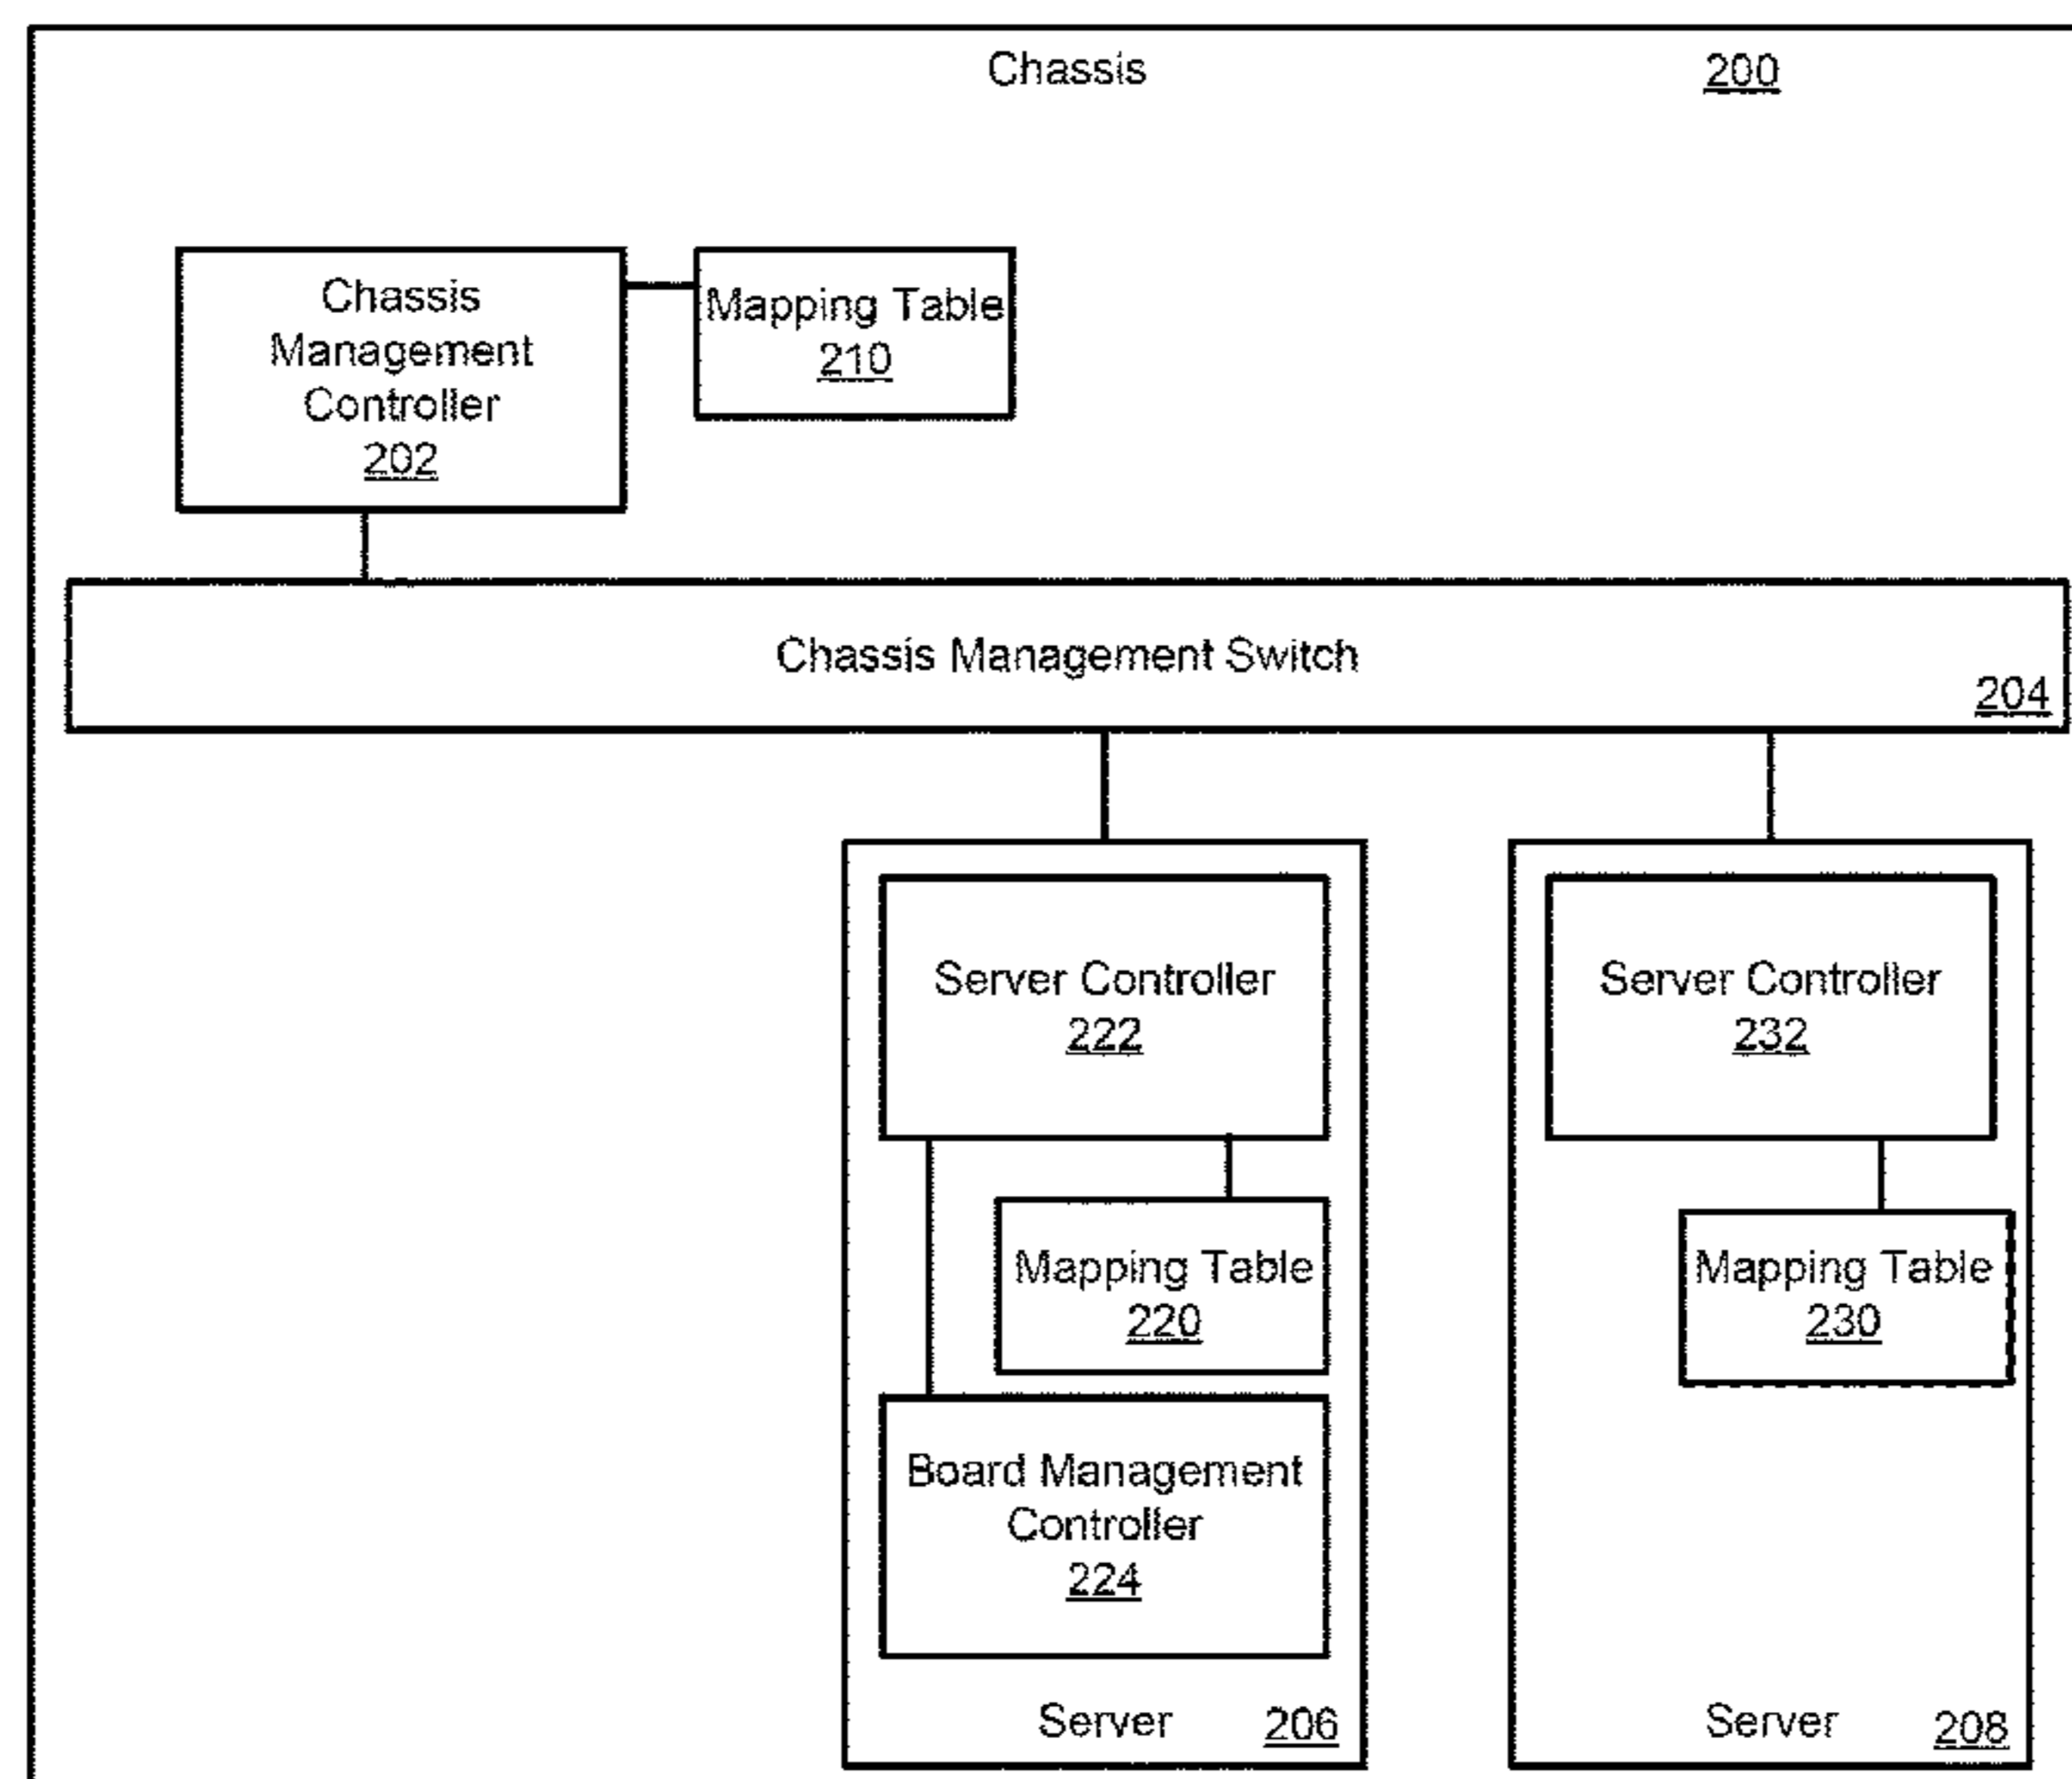 Chassis 200
Chassis
Management
Controller
202
Mapping Table
210
Chassis Management Switch
204
Server Controller
222
Mapping Table
220
Board Management
Controller
224
Server 206
Server Controller
232
Mapping Table
230
Server 208